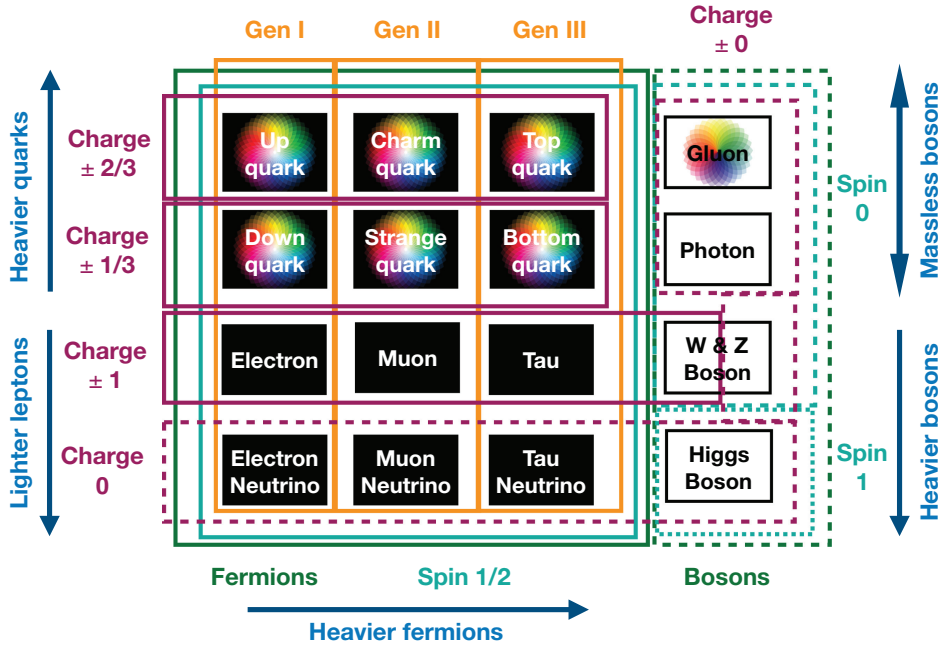 Gen I
Gen II
Gen III
Charge
± 0
Heavier quarks
Charge
± 2/3
Up
quark
Charm
quark
Top
quark
Gluon
Spin
0
Massless bosons
Charge
± 1/3
Down
quark
Strange
quark
Bottom
quark
Photon
Lighter leptons
Charge
± 1
Electron
Muon
Tau
W & Z
Boson
Heavier bosons
Charge
0
Electron
Neutrino
Muon
Neutrino
Tau
Neutrino
Higgs
Boson
Spin
1
Fermions
Spin 1/2
Bosons
Heavier fermions